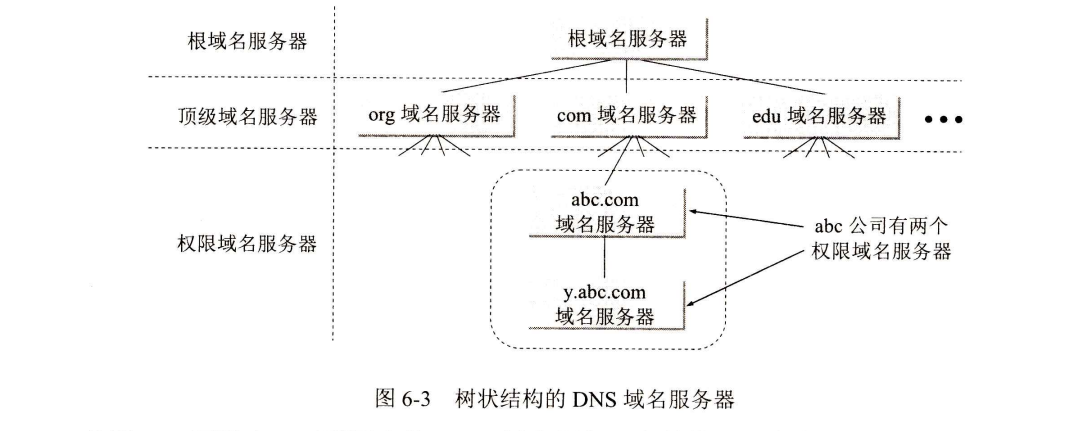 根域名服务器
根域名服务器
顶级域名服务器
org 域名服务器
com 域名服务器
edu 域名服务器
•••
权限域名服务器
abc.com
域名服务器
abc 公司有两个
权限域名服务器
y.abc.com
域名服务器
图 6-3 树状结构的 DNS 域名服务器